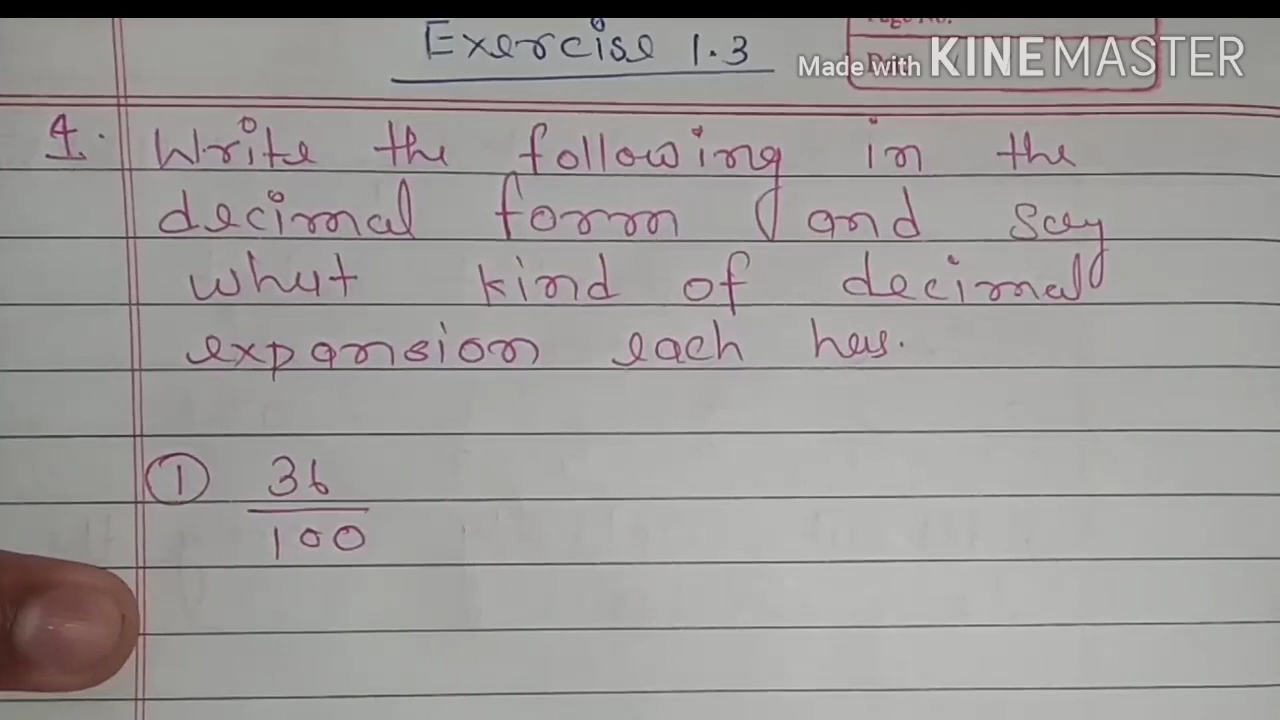 Exercise 1.3
Made with KINEMASTER
1. Write the following in the
decimal form and say
what kind of decimal
expansion each has.
① 36
100